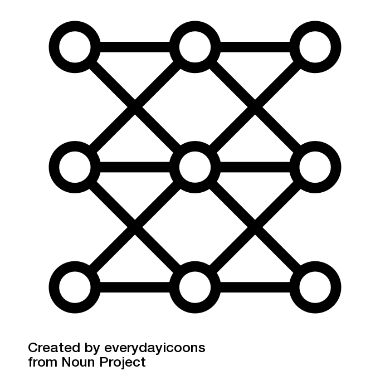 Created by everydayicoons
from Noun Project